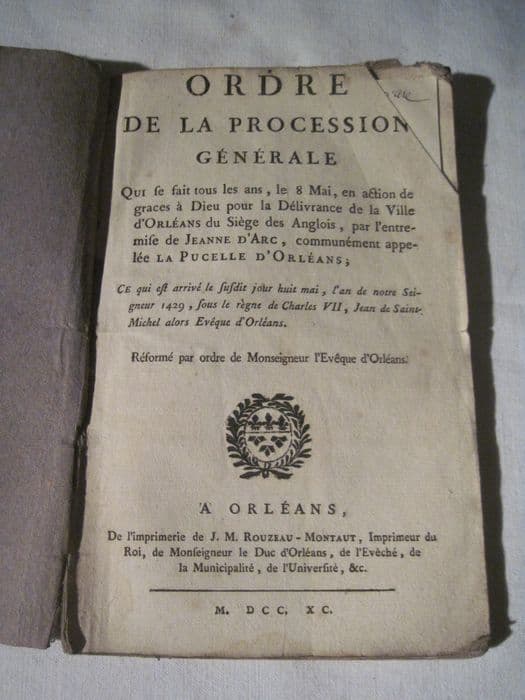 ORDRE
DE LA PROCESSION
GÉNÉRALE
QUI ſe fait tous les ans, le 8 Mai, en action de
graces à Dieu pour la Délivrance de la Ville
d'ORLÉANS du Siège des Anglois, par l'entre-
miſe de JEANNE D'ARC, communément appe-
lée LA PUCELLE D'ORLÉANS;
CE qui eſt arrivé le ſuſdit jour huit mai, l'an de notre Sei-
gneur 1429, ſous le règne de Charles VII, Jean de Saint-
Michel alors Evéque d'Orléans.
Réformé par ordre de Monseigneur l'Evêque d'Orléans.
A ORLÉANS,
De l'imprimerie de J. M. ROUZEAU-MONTAUT, Imprimeur du
Roi, de Monſeigneur le Duc d'Orléans, de l'Evêché, de
la Municipalité, de l'Univerſité, &c.
M. DCC. XC.